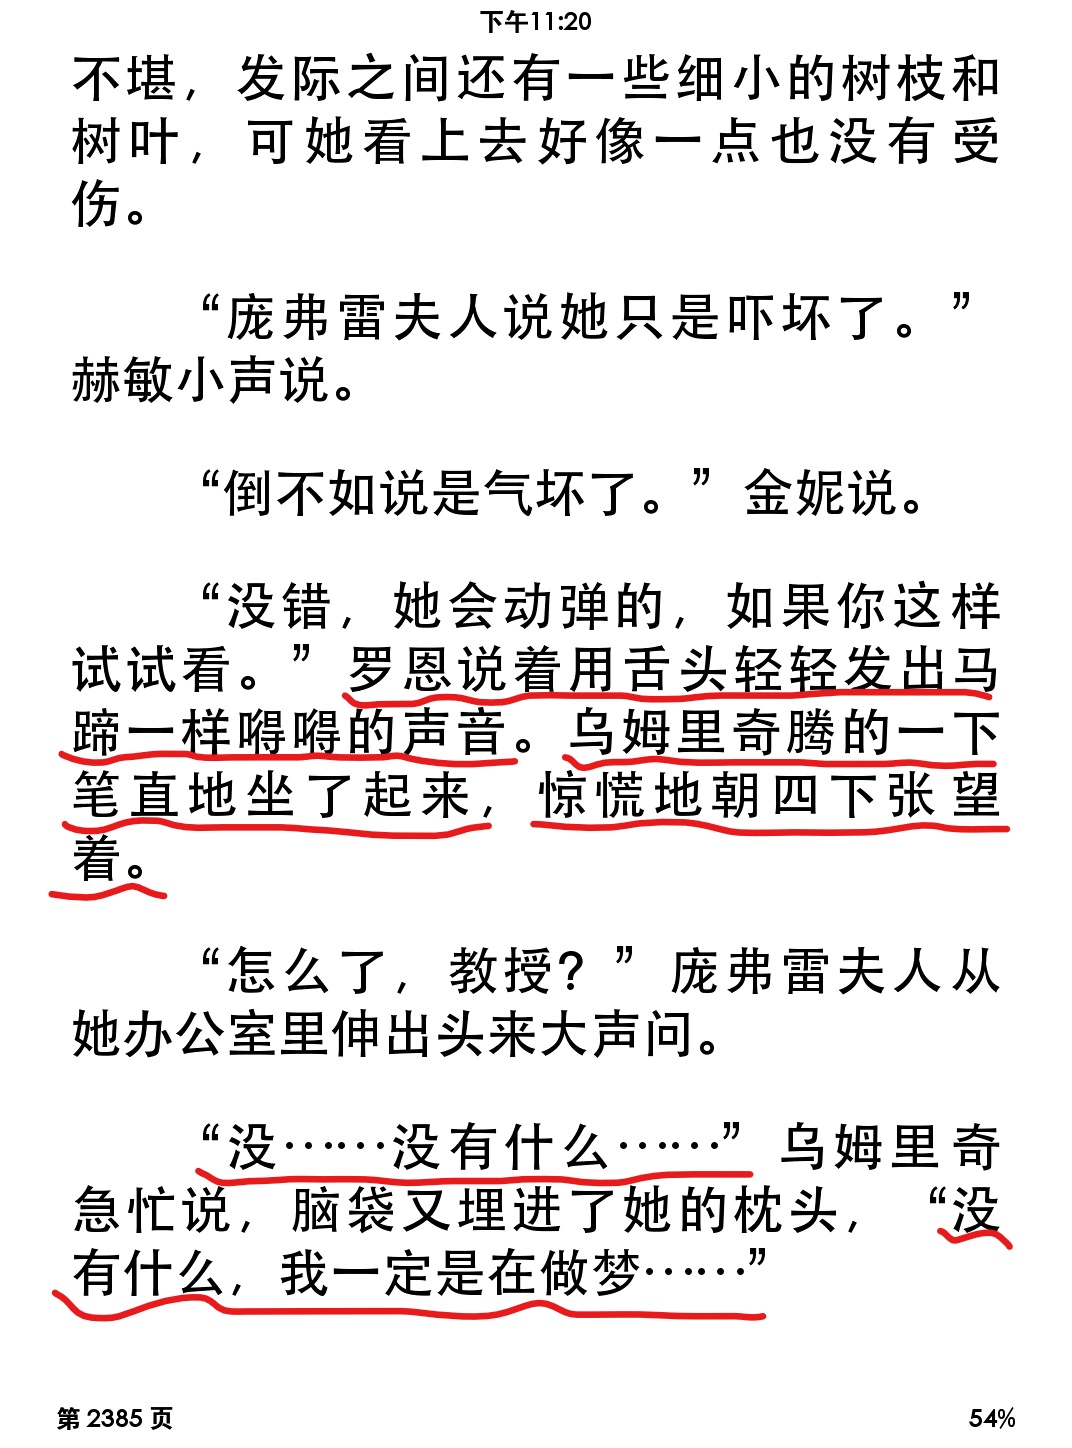 下午11:20
不堪，发际之间还有一些细小的树枝和
树叶，可她看上去好像一点也没有受
伤。
“庞弗雷夫人说她只是吓坏了。”
赫敏小声说。
“倒不如说是气坏了。”金妮说。
“没错，她会动弹的，如果你这样
试试看。”罗恩说着用舌头轻轻发出马
蹄一样嘚嘚的声音。乌姆里奇腾的一下
笔直地坐了起来，惊慌地朝四下张望
着。
“怎么了，教授？”庞弗雷夫人从
她办公室里伸出头来大声问。
“没……没有什么……”乌姆里奇
急忙说，脑袋又埋进了她的枕头，“没
有什么，我一定是在做梦……”
第 2385 页
54%